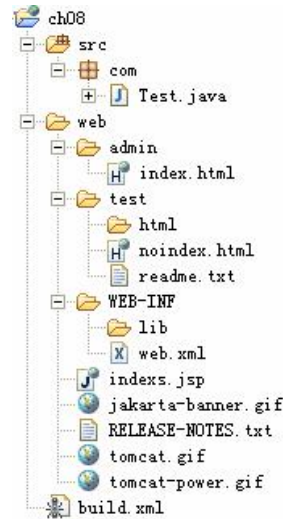 ch08
src
com
Test.java
web
admin
index.html
test
html
noindex.html
readme.txt
WEB-INF
lib
web.xml
indexs.jsp
jakarta-banner.gif
RELEASE-NOTES.txt
tomcat.gif
tomcat-power.gif
build.xml